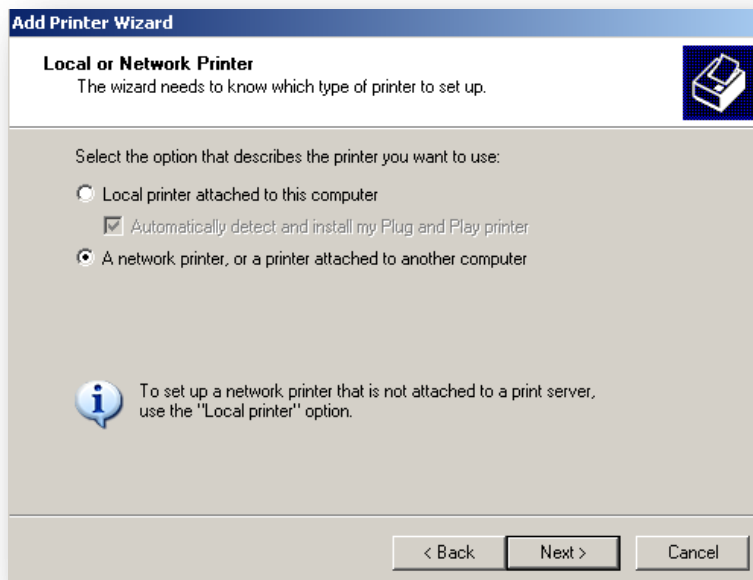 Add Printer Wizard
Local or Network Printer
The wizard needs to know which type of printer to set up.
Select the option that describes the printer you want to use:
Local printer attached to this computer
Automatically detect and install my Plug and Play printer
A network printer, or a printer attached to another computer
To set up a network printer that is not attached to a print server,
use the "Local printer" option.
< Back
Next >
Cancel